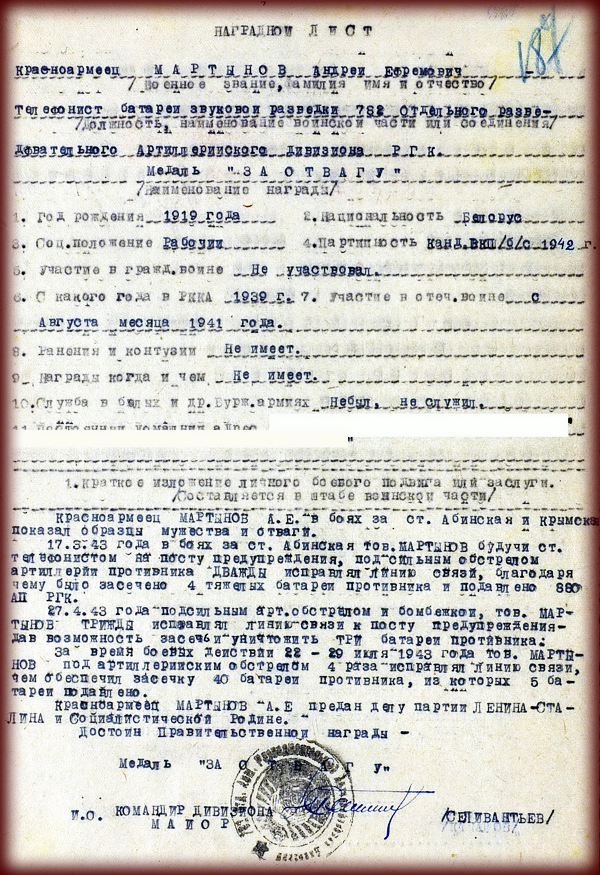 НАГРАДНОЙ ЛИСТ
187
Красноармеец МАРТЫНОВ Андрей Ефремович
/Военное звание, фамилия имя и отчество/
Телефонист батареи звуковой разведки 782 Отдельного разве-
/Должность, наименование воинской части или соединения/
Девательного Артиллерийского Дивизиона Р Г К.
Медаль "ЗА ОТВАГУ"
/Наименование награды/
1. Год рождения 1919 года 2. Национальность Белорус
3. Соц.положение Рабочий 4. Партийность канд.ВКП/б/с 1942 г.
5. Участие в гражд.войне Не участвовал.
6. С какого года в РККА 1939 г. 7. Участие в отеч.войне с
Августа месяца 1941 года.
8. Ранения и контузии Не имеет.
9. Награды когда и чем Не имеет.
10. Служба в белых и др.Бурж.армиях Небыл, не служил.
1. Краткое изложение личного боевого подвига или заслуги.
/Составляется в штабе воинской части/
Красноармеец МАРТЫНОВ А.Е. в боях за ст. Абинская и Крымска
показал образцы мужества и отваги.
17.3.43 года в боях за ст. Абинская тов.МАРТЫНОВ будучи ст.
телефонистом на посту предупреждения, под сильным обстрелом
артиллерии противника ДВАЖДЫ исправлял линию связи, благодаря
чему было засечено 4 тяжелых батареи противника и подавлено 880
АП РГК.
27.4.43 года под сильным арт.обстрелом и бомбежкой, тов. МАР-
ТЫНОВ ТРИЖДЫ исправлял линию связи к посту предупреждения-
дав возможность засечь и уничтожить ТРИ батареи противника.
За время боевых действий 22 - 29 июля 1943 года тов. МАРТЫ-
НОВ под артиллерийским обстрелом 4 раза исправлял линию связи,
чем обеспечил засечку 40 батареи противника, из которых 5 ба-
тареи подавлено.
Красноармеец МАРТЫНОВ А.Е предан делу партии ЛЕНИНА-СТА-
ЛИНА и Социалистической Родине.
Достоин Правительственной награды -
Медаль "ЗА ОТВАГУ"
И.О. КОМАНДИР ДИВИЗИОНА
МАЙОР /СЕЛИВАНТЬЕВ/